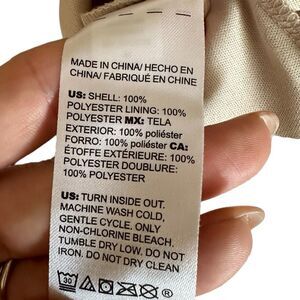 MADE IN CHINA/ HECHO EN
CHINA/ FABRIQUÉ EN CHINE
US: SHELL: 100%
POLYESTER LINING: 100%
POLYESTER MX: TELA
EXTERIOR: 100% poliéster
FORRO: 100% poliéster CA:
ÉTOFFE EXTÉRIEURE: 100%
POLYESTER DOUBLURE:
100% POLYESTER
US: TURN INSIDE OUT.
MACHINE WASH COLD,
GENTLE CYCLE. ONLY
NON-CHLORINE BLEACH.
TUMBLE DRY LOW. DO NOT
IRON. DO NOT DRY CLEAN
30